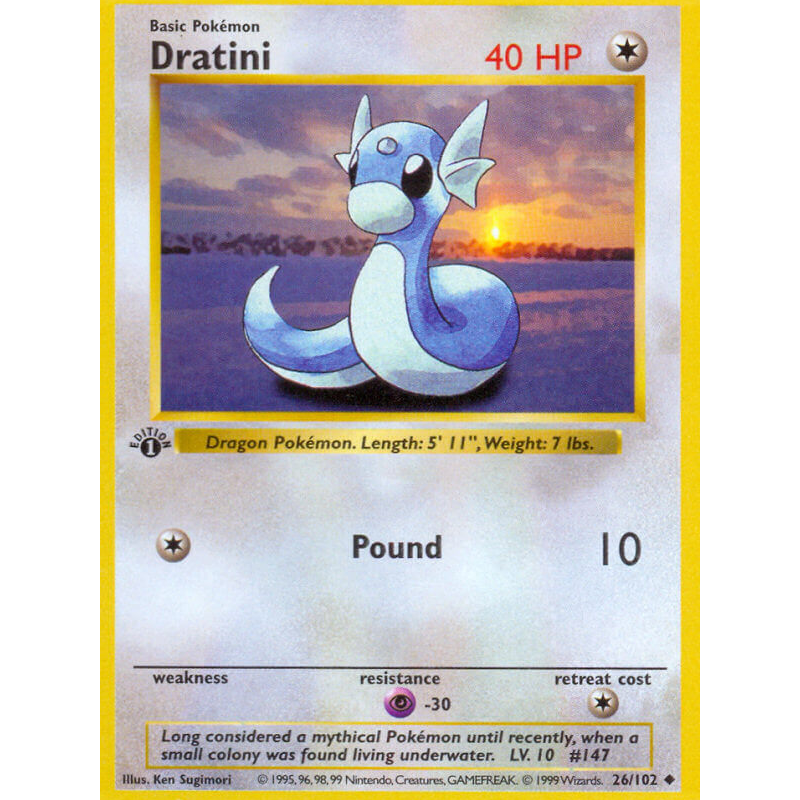 Basic Pokémon
Dratini 40 HP
EDITION
1
Dragon Pokémon. Length: 5' 11", Weight: 7 lbs.
Pound 10
weakness resistance retreat cost
-30
Long considered a mythical Pokémon until recently, when a
small colony was found living underwater. LV. 10 #147
Illus. Ken Sugimori © 1995, 96, 98, 99 Nintendo, Creatures, GAMEFREAK. © 1999 Wizards. 26/102 ◆